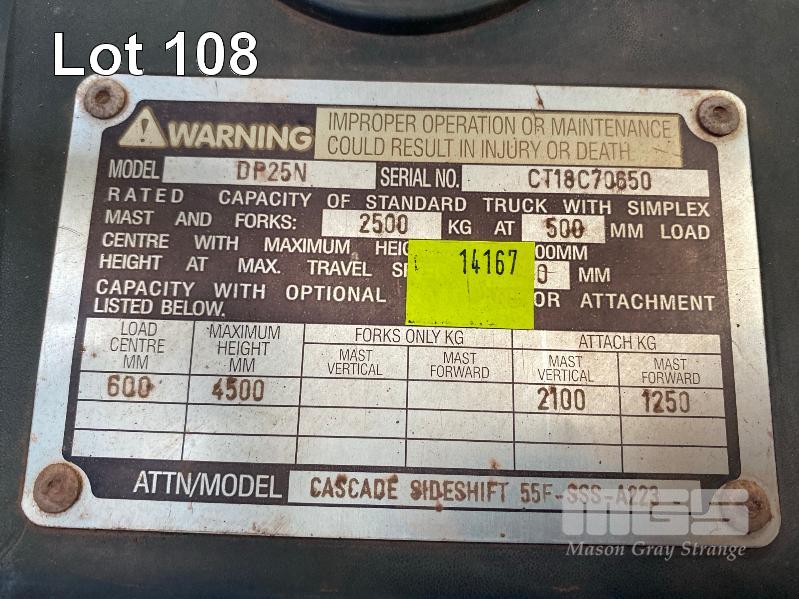 Lot 108
WARNING
IMPROPER OPERATION OR MAINTENANCE
COULD RESULT IN INJURY OR DEATH.
MODEL DP25N SERIAL NO. CT18C70650
RATED CAPACITY OF STANDARD TRUCK WITH SIMPLEX
MAST AND FORKS: 2500 KG AT 500 MM LOAD
CENTRE WITH MAXIMUM 00MM
HEIGHT AT MAX. TRAVEL 0 MM
14167
CAPACITY WITH OPTIONAL OR ATTACHMENT
LISTED BELOW.
LOAD CENTRE MM MAXIMUM HEIGHT MM FORKS ONLY KG ATTACH KG
MAST VERTICAL MAST FORWARD MAST VERTICAL MAST FORWARD
600 4500 2100 1250
ATTN/MODEL CASCADE SIDESHIFT 55F-SSS-A223
MGS
Mason Gray Strange